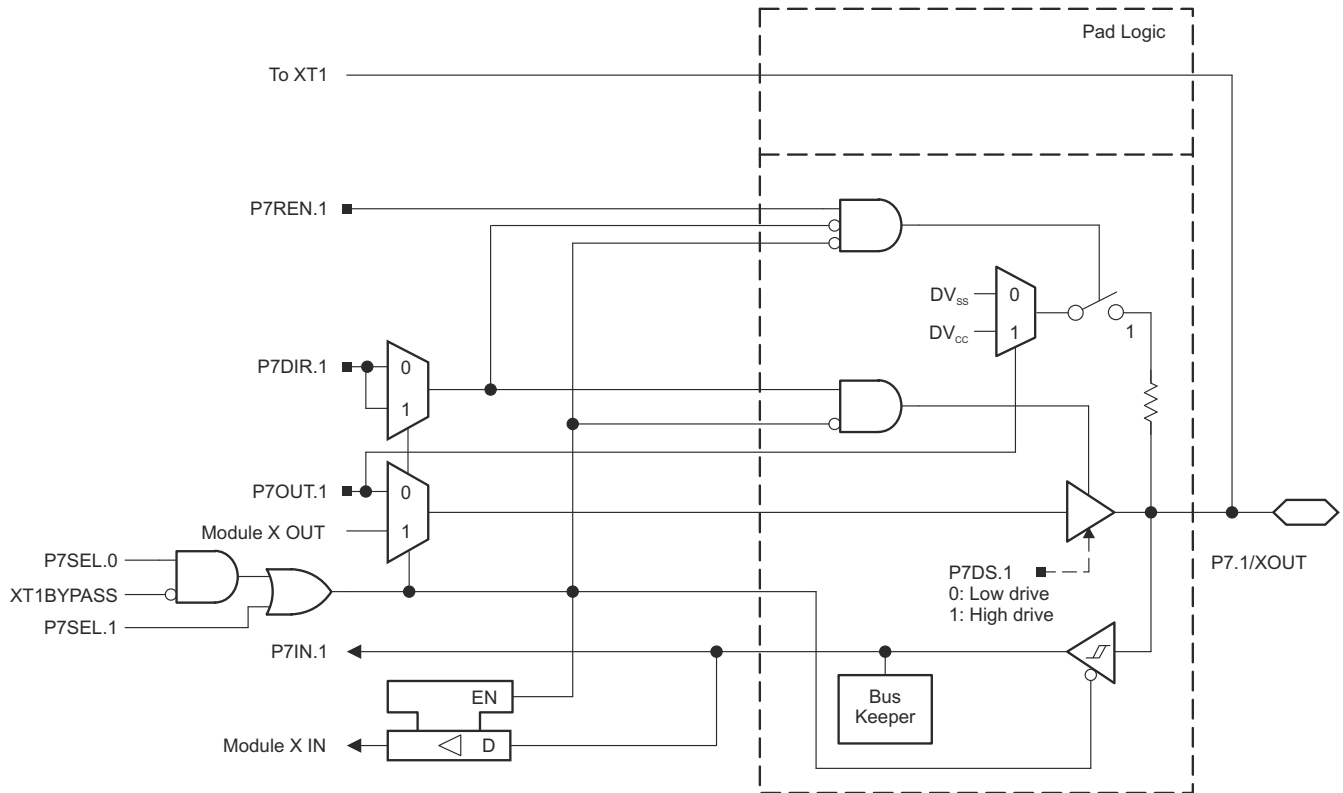 Pad Logic
To XT1
P7REN.1
DVSS
0
DVCC
1
1
P7DIR.1
0
1
P7OUT.1
0
Module X OUT
1
P7SEL.0
XT1BYPASS
P7SEL.1
P7DS.1
0: Low drive
1: High drive
P7.1/XOUT
P7IN.1
EN
Bus
Keeper
Module X IN
D